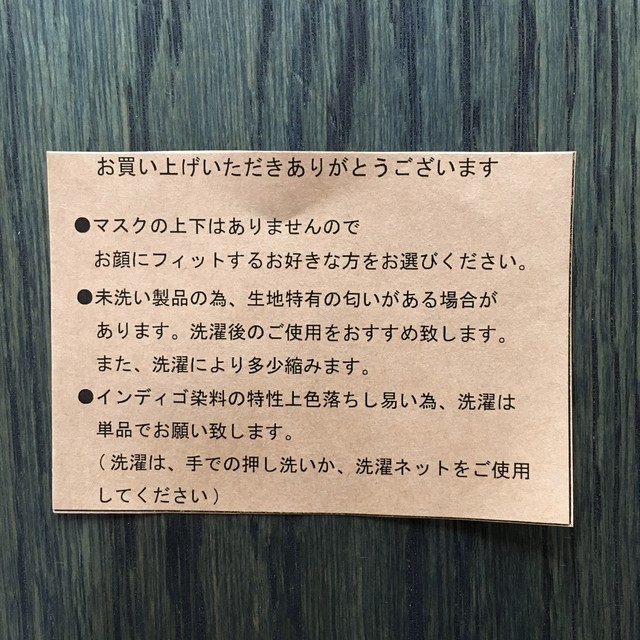 お買い上げいただきありがとうございます
●マスクの上下はありませんので
お顔にフィットするお好きな方をお選びください。
●未洗い製品の為、生地特有の匂いがある場合が
あります。洗濯後のご使用をおすすめ致します。
また、洗濯により多少縮みます。
●インディゴ染料の特性上色落ちし易い為、洗濯は
単品でお願い致します。
（洗濯は、手での押し洗いか、洗濯ネットをご使用
してください）